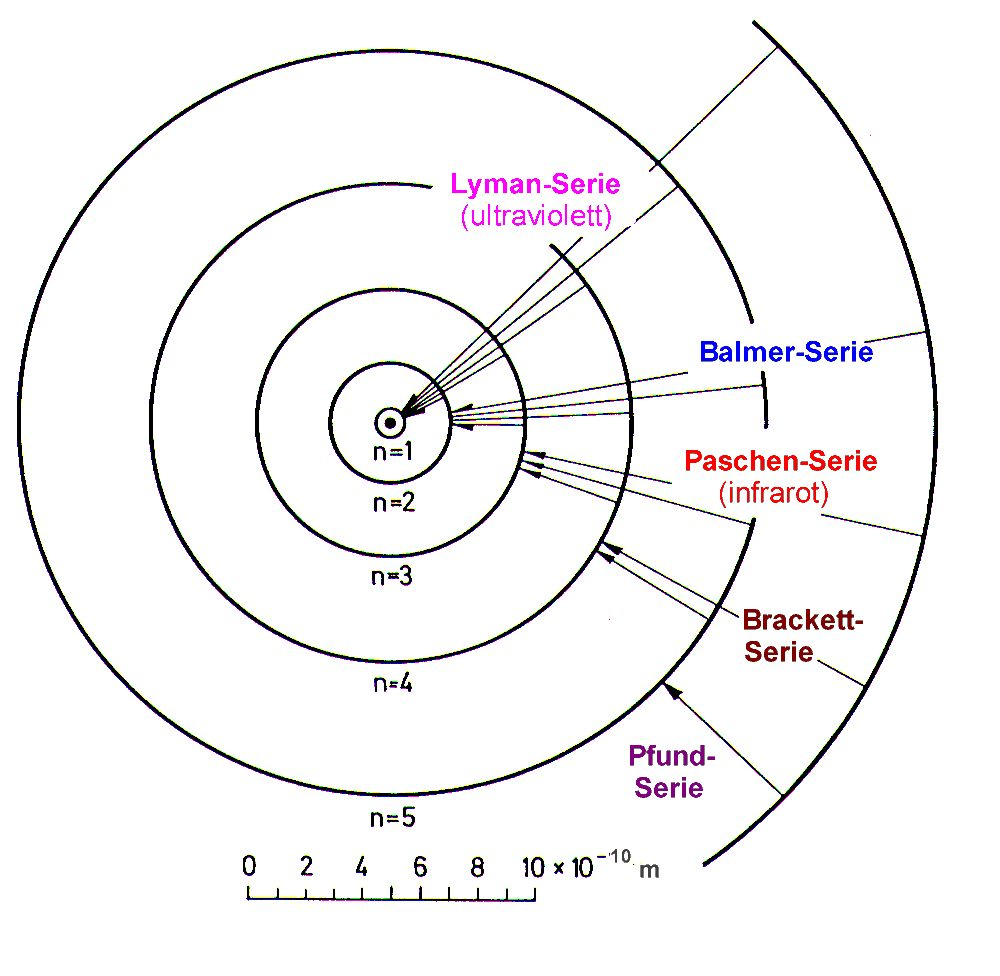 Lyman-Serie
(ultraviolett)
Balmer-Serie
n=1
Paschen-Serie
(infrarot)
n=2
n=3
Brackett-
Serie
n=4
Pfund-
Serie
n=5
0 2 4 6 8 10 × 10⁻¹⁰ m